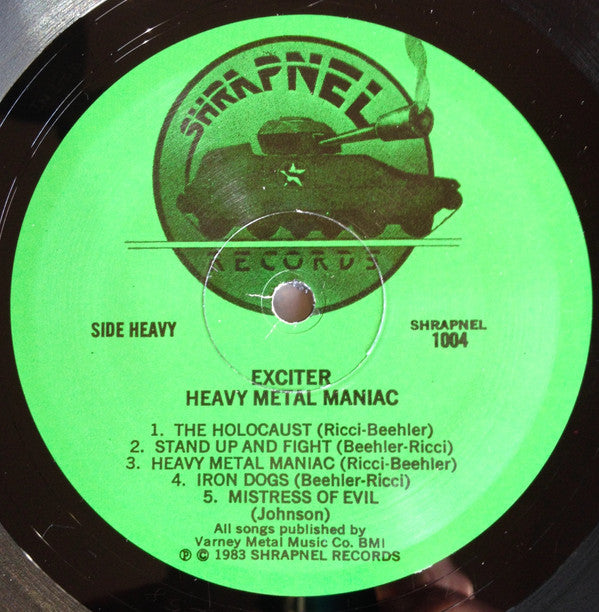 SHRAPNEL
RECORDS
SIDE HEAVY
SHRAPNEL
1004
EXCITER
HEAVY METAL MANIAC
1. THE HOLOCAUST (Ricci-Beehler)
2. STAND UP AND FIGHT (Beehler-Ricci)
3. HEAVY METAL MANIAC (Ricci-Beehler)
4. IRON DOGS (Beehler-Ricci)
5. MISTRESS OF EVIL
(Johnson)
All songs published by
Varney Metal Music Co. BMI
℗ © 1983 SHRAPNEL RECORDS